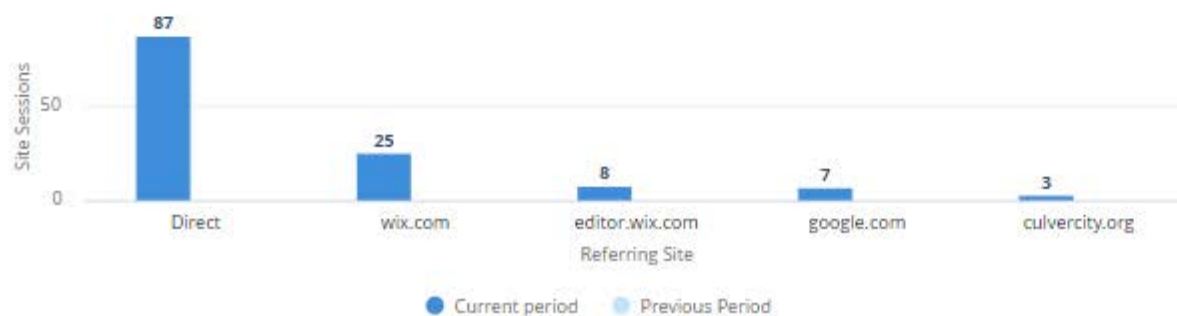 87
25
8
7
3
Site Sessions
50
0
Direct wix.com editor.wix.com google.com culvercity.org
Referring Site
Current period Previous Period